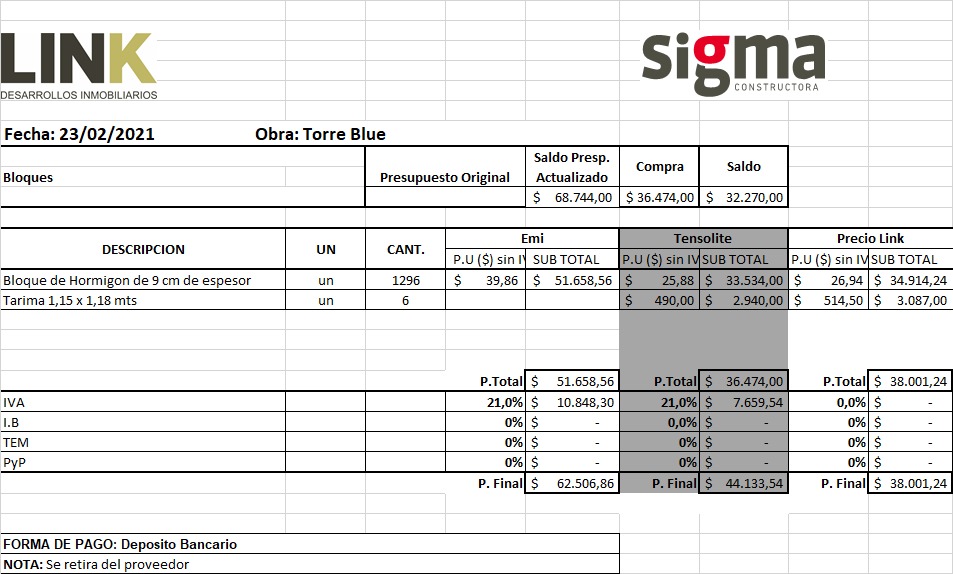 LINK
DESARROLLOS INMOBILIARIOS
sigma
CONSTRUCTORA
Fecha: 23/02/2021 Obra: Torre Blue
Bloques Presupuesto Original Saldo Presp. Actualizado Compra Saldo
$ 68.744,00 $ 36.474,00 $ 32.270,00
DESCRIPCION UN CANT. Emi Tensolite Precio Link
P.U ($) sin IV SUB TOTAL P.U ($) sin IV SUB TOTAL P.U ($) sin IV SUB TOTAL
Bloque de Hormigon de 9 cm de espesor un 1296 $ 39,86 $ 51.658,56 $ 25,88 $ 33.534,00 $ 26,94 $ 34.914,24
Tarima 1,15 x 1,18 mts un 6 $ 490,00 $ 2.940,00 $ 514,50 $ 3.087,00
P.Total $ 51.658,56 P.Total $ 36.474,00 P.Total $ 38.001,24
IVA 21,0% $ 10.848,30 21,0% $ 7.659,54 0,0% $ -
I.B 0% $ - 0,0% $ - 0% $ -
TEM 0% $ - 0% $ - 0% $ -
PyP 0% $ - 0% $ - 0% $ -
P. Final $ 62.506,86 P. Final $ 44.133,54 P. Final $ 38.001,24
FORMA DE PAGO: Deposito Bancario
NOTA: Se retira del proveedor